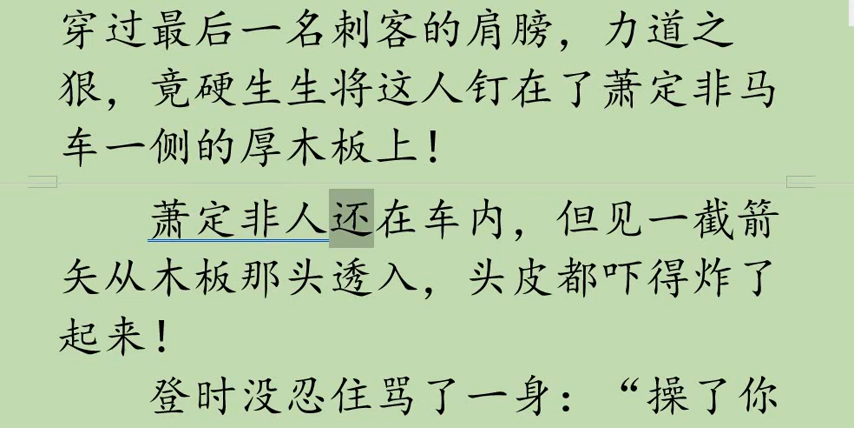 穿过最后一名刺客的肩膀，力道之
狠，竟硬生生将这人钉在了萧定非马
车一侧的厚木板上！
萧定非人还在车内，但见一截箭
矢从木板那头透入，头皮都吓得炸了
起来！
登时没忍住骂了一身：“操了你